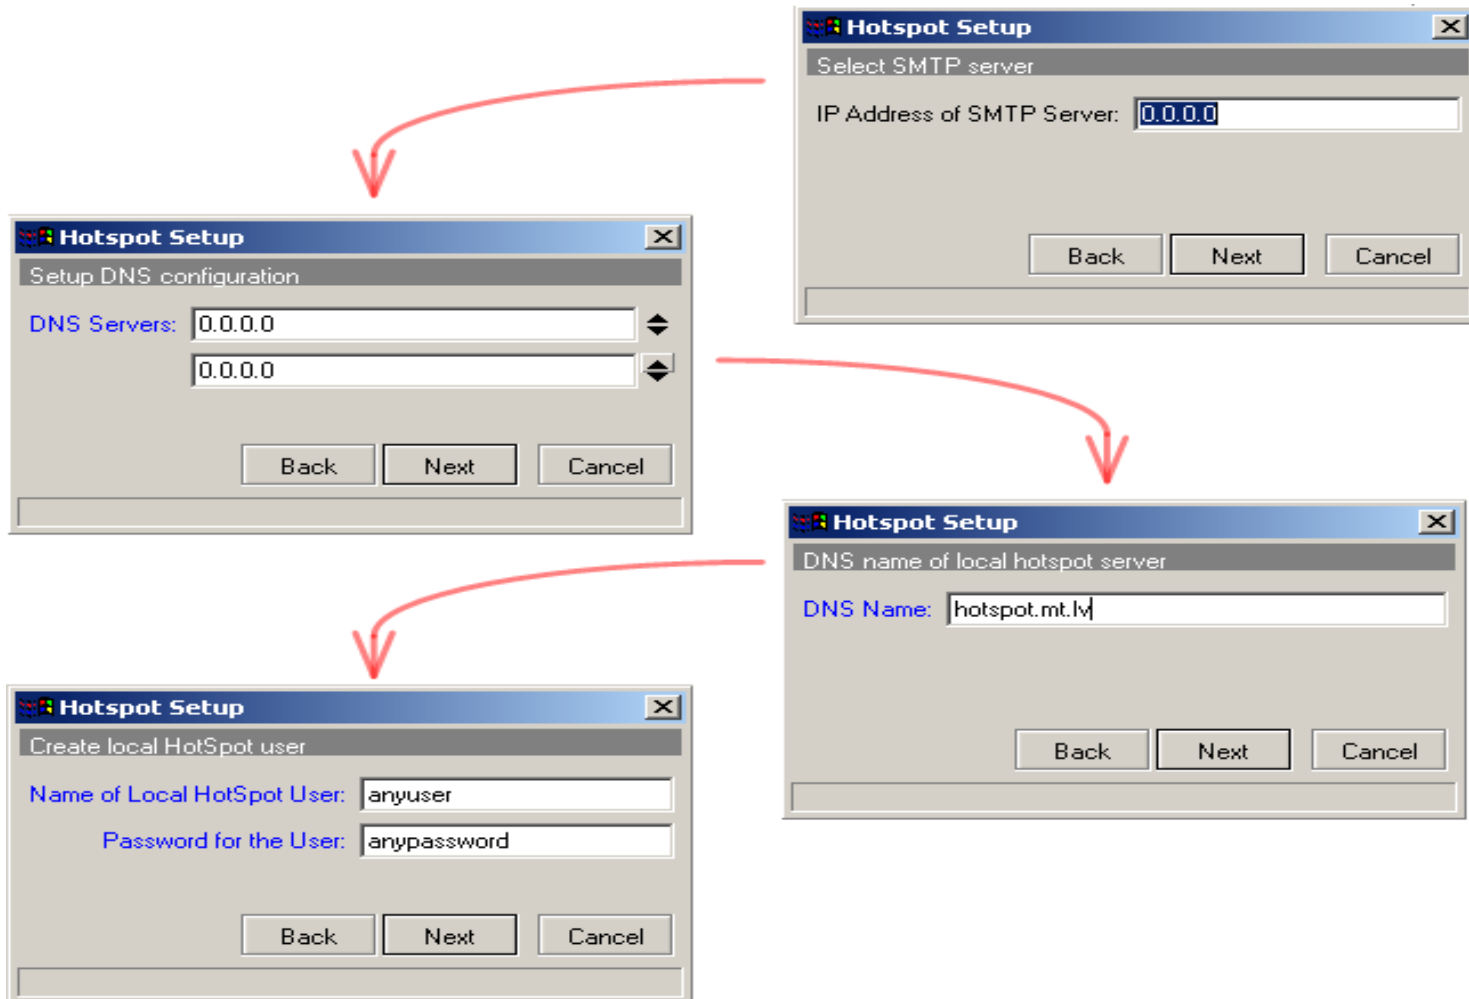 Hotspot Setup
Select SMTP server
IP Address of SMTP Server: 0.0.0.0
Back Next Cancel
Hotspot Setup
Setup DNS configuration
DNS Servers: 0.0.0.0
0.0.0.0
Back Next Cancel
Hotspot Setup
DNS name of local hotspot server
DNS Name: hotspot.mt.lv
Back Next Cancel
Hotspot Setup
Create local HotSpot user
Name of Local HotSpot User: anyuser
Password for the User: anypassword
Back Next Cancel